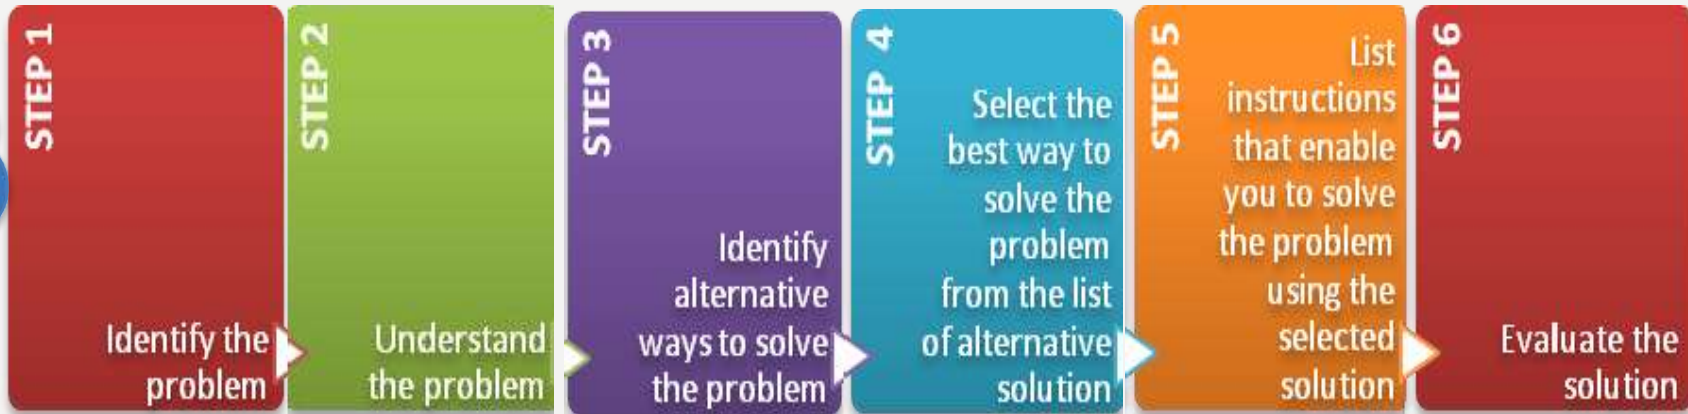 STEP 1
Identify the
problem
STEP 2
Understand
the problem
STEP 3
Identify
alternative
ways to solve
the problem
STEP 4
Select the
best way to
solve the
problem
from the list
of alternative
solution
STEP 5
List
instructions
that enable
you to solve
the problem
using the
selected
solution
STEP 6
Evaluate the
solution